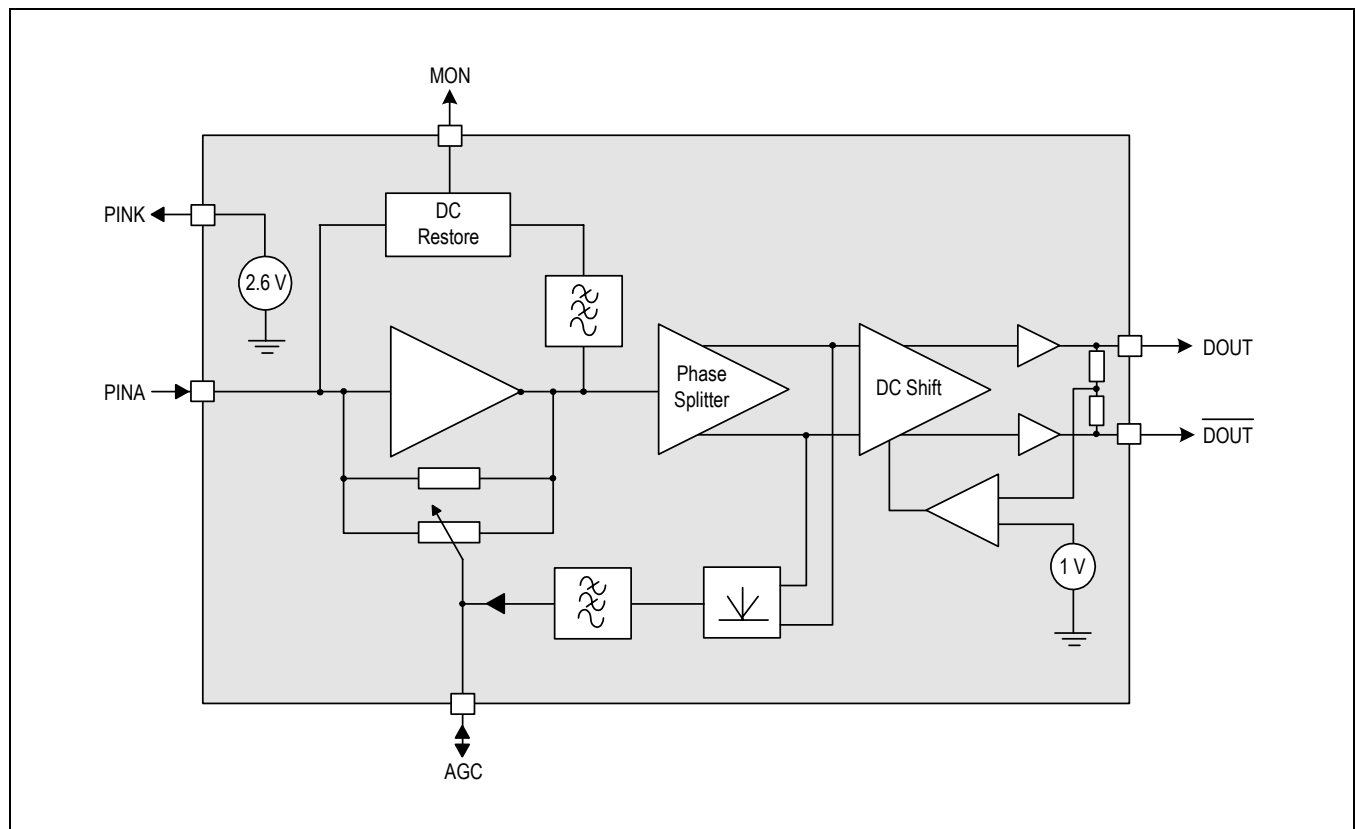 MON
PINK
DC
Restore
2.6 V
PINA
Phase
Splitter
DC Shift
DOUT
DOUT
1 V
AGC